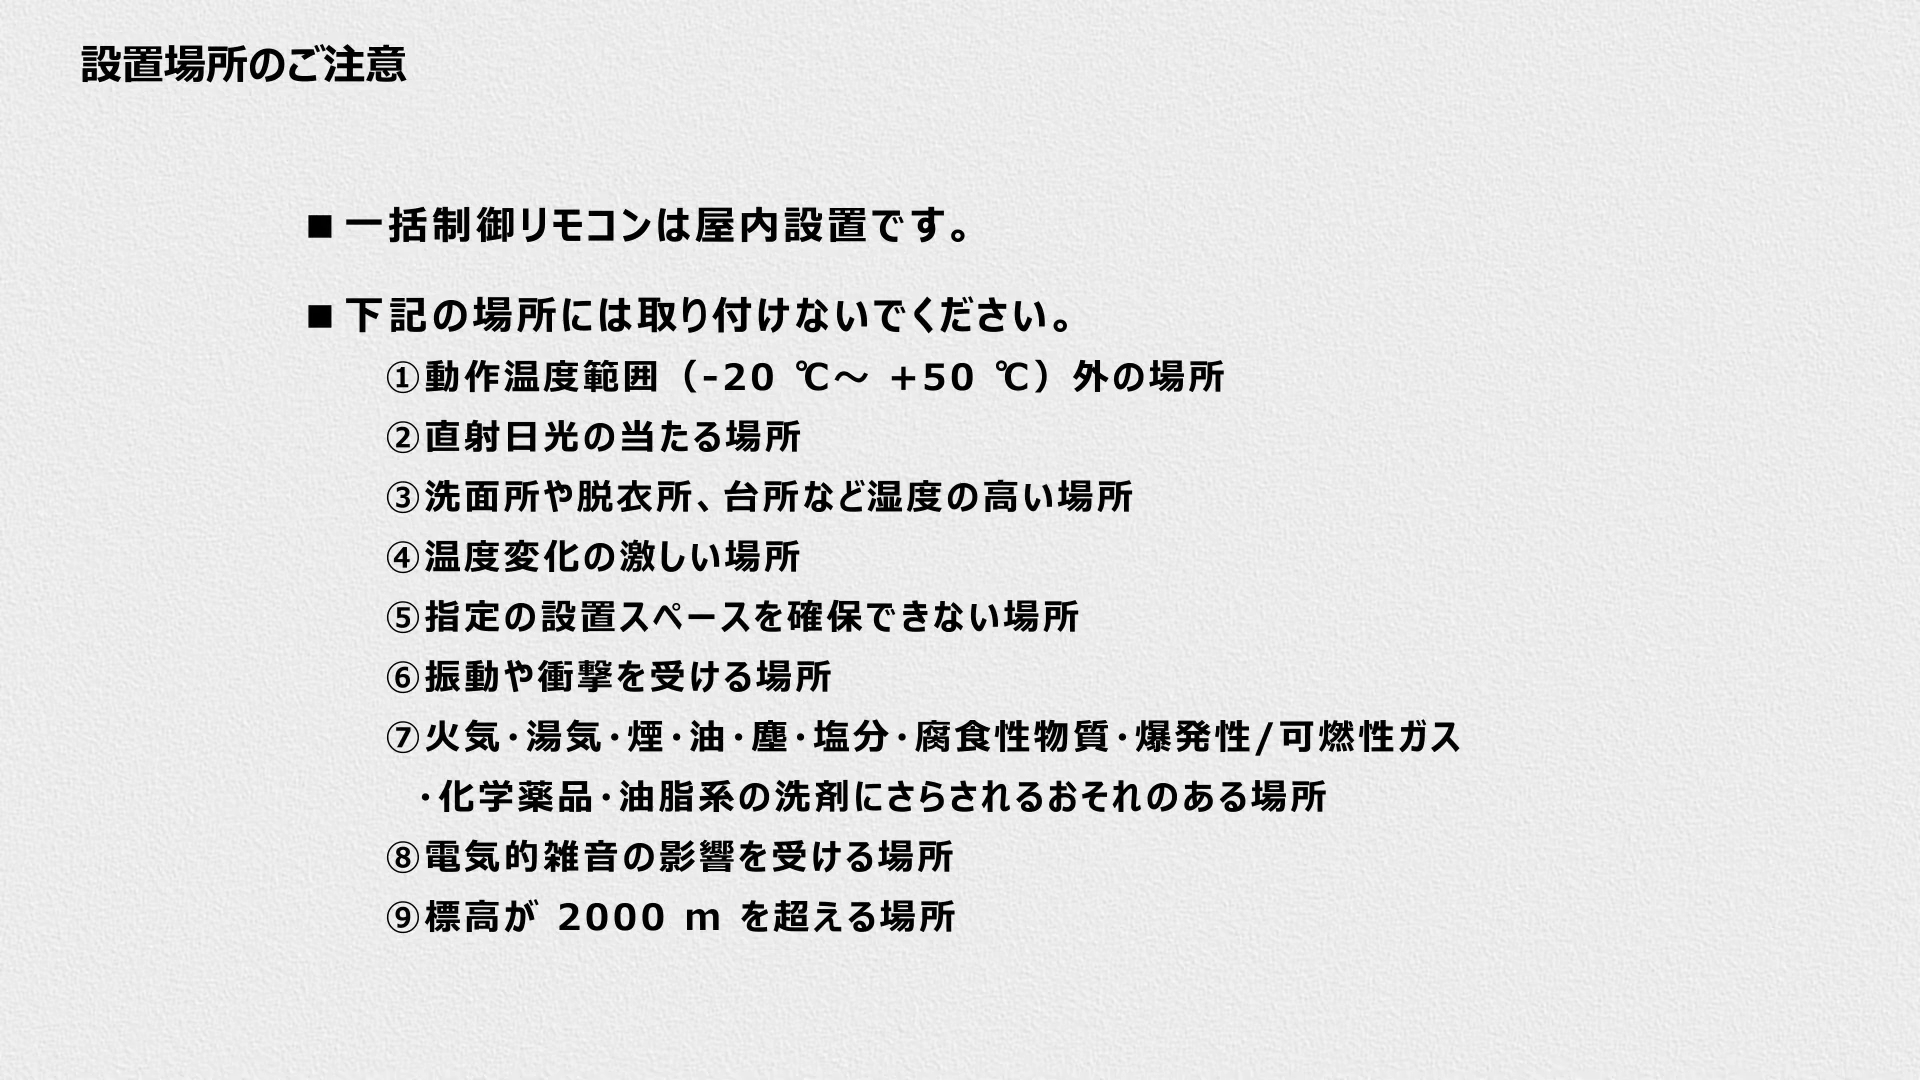 設置場所のご注意
■ 一括制御リモコンは屋内設置です。
■ 下記の場所には取り付けないでください。
①動作温度範囲（-20 ℃～ +50 ℃）外の場所
②直射日光の当たる場所
③洗面所や脱衣所、台所など湿度の高い場所
④温度変化の激しい場所
⑤指定の設置スペースを確保できない場所
⑥振動や衝撃を受ける場所
⑦火気･湯気･煙･油･塵･塩分･腐食性物質･爆発性/可燃性ガス
･化学薬品･油脂系の洗剤にさらされるおそれのある場所
⑧電気的雑音の影響を受ける場所
⑨標高が 2000 m を超える場所